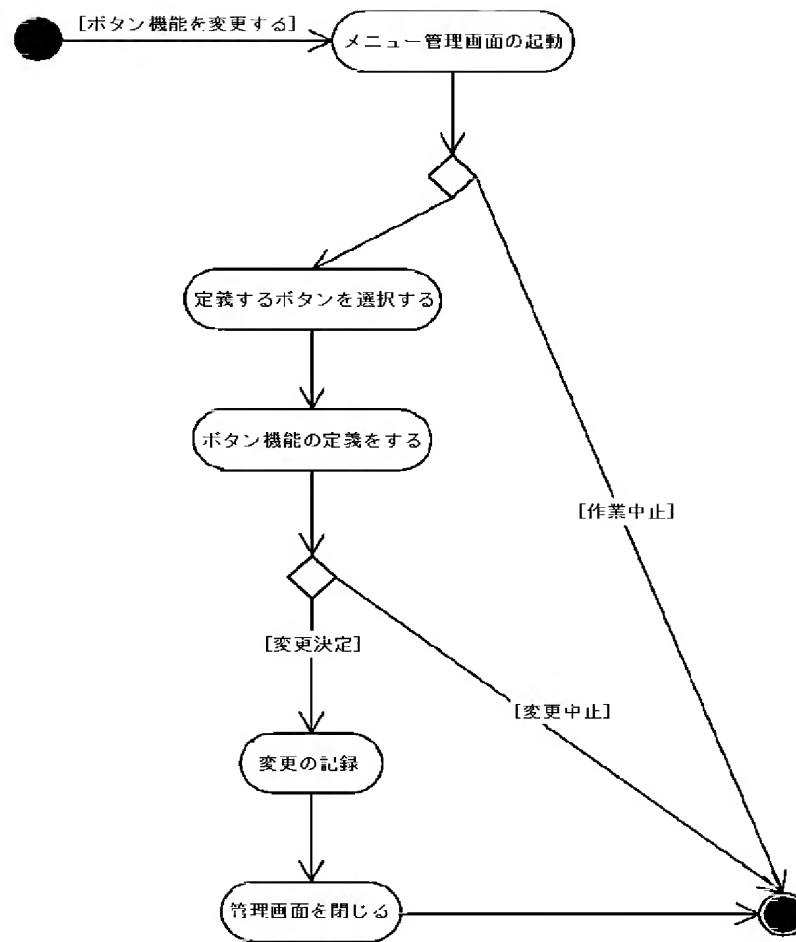 [ボタン機能を変更する]
メニュー管理画面の起動
定義するボタンを選択する
ボタン機能の定義をする
[作業中止]
[変更決定]
[変更中止]
変更の記録
管理画面を閉じる